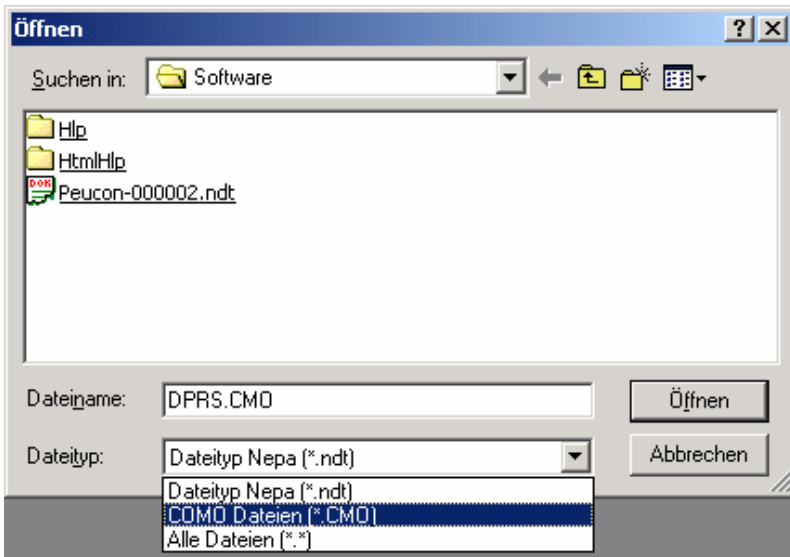 Öffnen
Suchen in: Software
Hlp
HtmlHlp
DOK
Peucon-000002.ndt
Dateiname: DPRS.CMO Öffnen
Dateityp: Dateityp Nepa (*.ndt) Abbrechen
Dateityp Nepa (*.ndt)
COMO Dateien (*.CMO)
Alle Dateien (*.*)